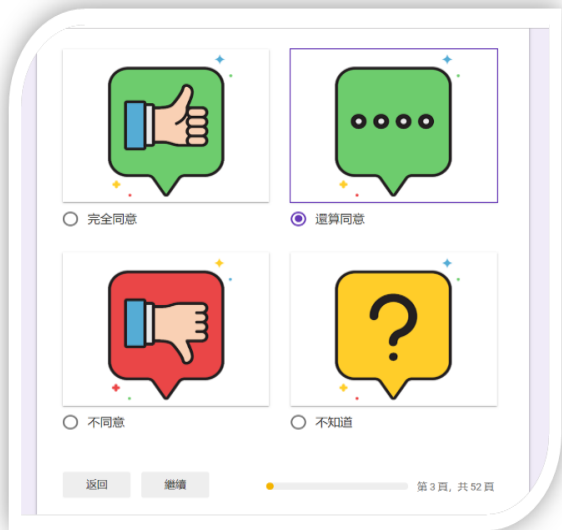 完全同意
還算同意
不同意
不知道
返回
繼續
第 3 頁，共 52 頁